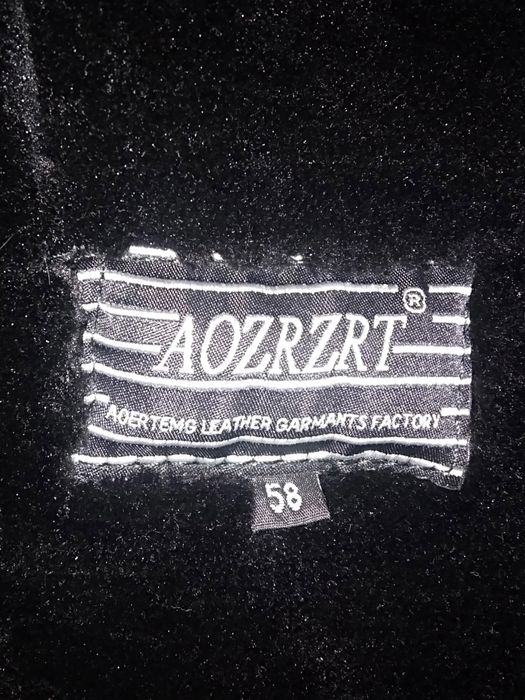 AOZRZRT®
AOERTEMG LEATHER GARMANTS FACTORY
58